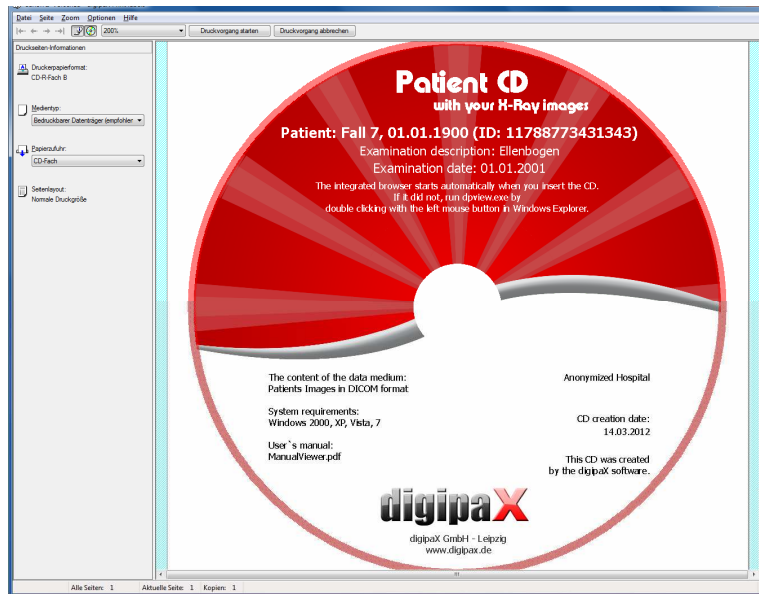 Datei Seite Zoom Optionen Hilfe
200% Druckvorgang starten Druckvorgang abbrechen
Druckseiten-Informationen
Druckerpapierformat:
CD-R-Fach B
Medientyp:
Bedruckbarer Datenträger (empfohler
Papierzufuhr:
CD-Fach
Seitenlayout:
Normale Druckgröße
Patient CD
with your X-Ray images
Patient: Fall 7, 01.01.1900 (ID: 11788773431343)
Examination description: Ellenbogen
Examination date: 01.01.2001
The integrated browser starts automatically when you insert the CD.
If it did not, run dpview.exe by
double clicking with the left mouse button in Windows Explorer.
The content of the data medium:
Patients Images in DICOM format
System requirements:
Windows 2000, XP, Vista, 7
User`s manual:
ManualViewer.pdf
Anonymized Hospital
CD creation date:
14.03.2012
This CD was created
by the digipaX software.
digipaX
digipaX GmbH - Leipzig
www.digipax.de
Alle Seiten: 1 Aktuelle Seite: 1 Kopien: 1